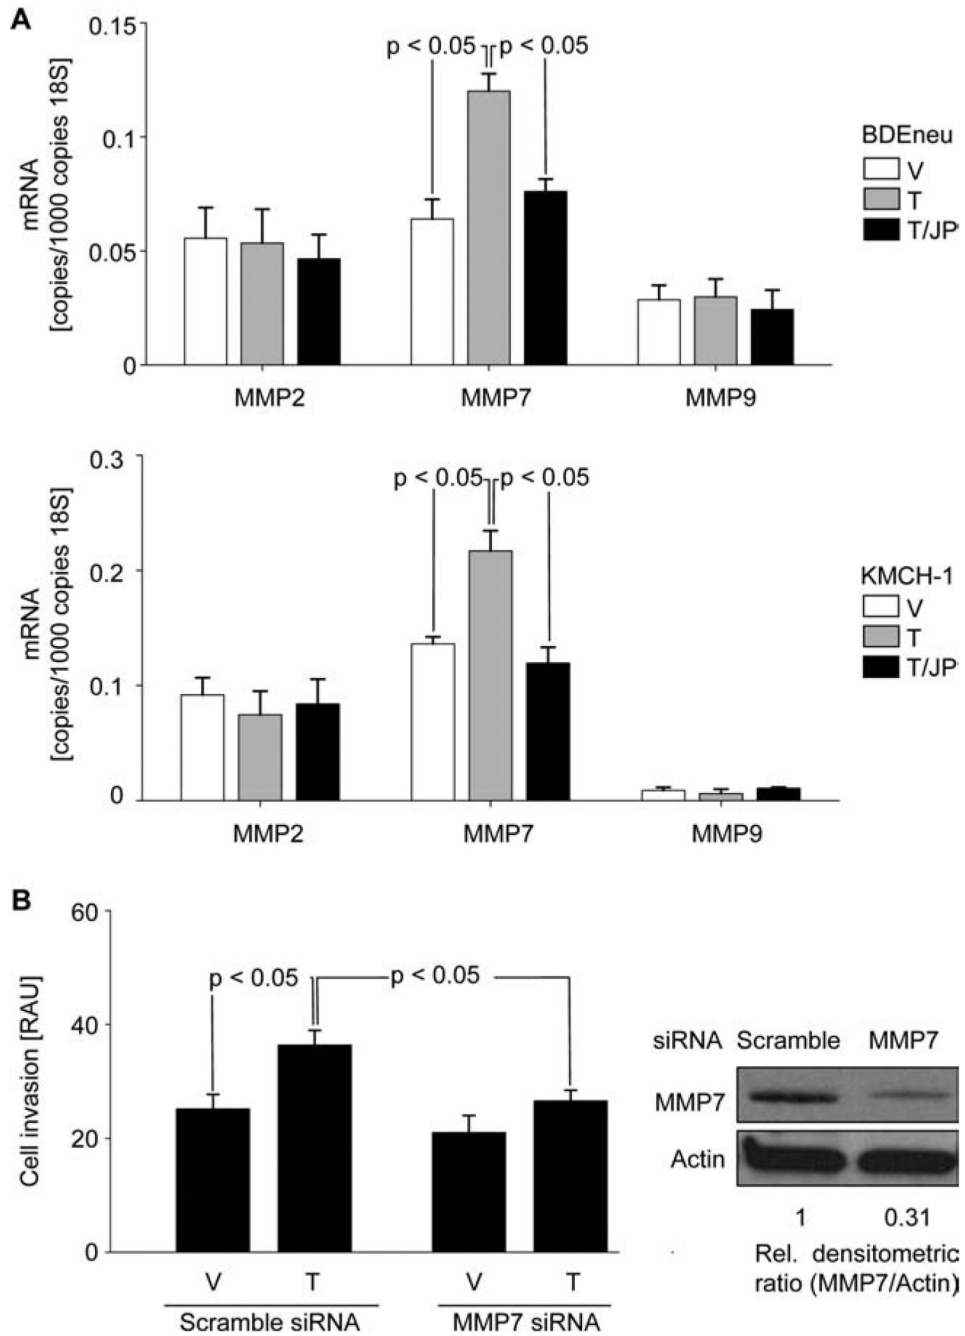 A
0.15
0.1
0.05
0
mRNA
[copies/1000 copies 18S]
p < 0.05 p < 0.05
MMP2 MMP7 MMP9
BDEneu
V
T
T/JP
0.3
0.2
0.1
0
mRNA
[copies/1000 copies 18S]
p < 0.05 p < 0.05
MMP2 MMP7 MMP9
KMCH-1
V
T
T/JP
B
60
40
20
0
Cell invasion [RAU]
p < 0.05 p < 0.05
V T V T
Scramble siRNA MMP7 siRNA
siRNA Scramble MMP7
MMP7
Actin
1 0.31
Rel. densitometric
ratio (MMP7/Actin)